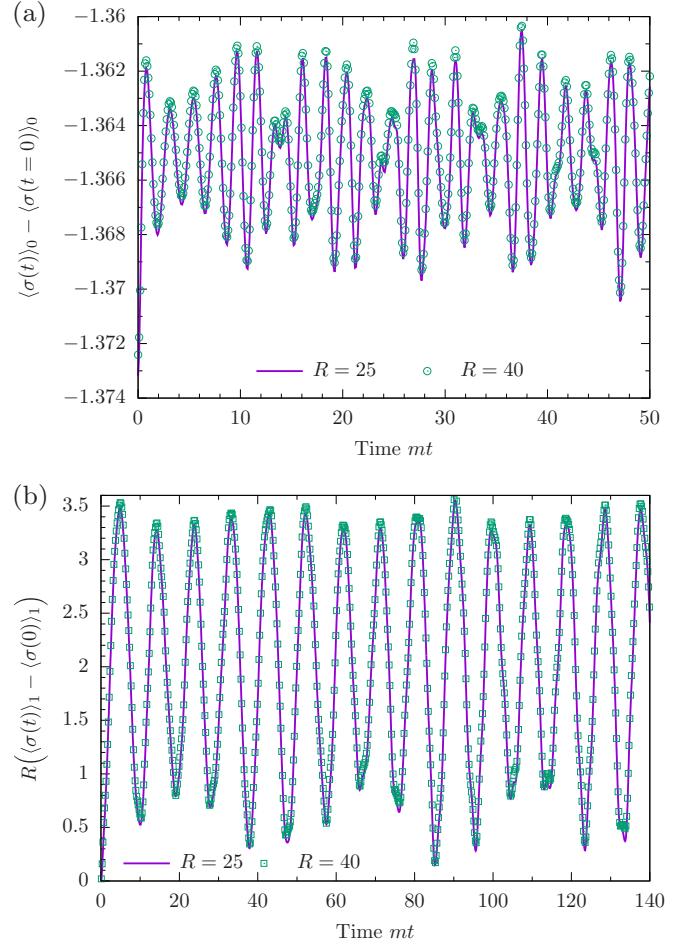 (a)
−1.36
−1.362
−1.364
−1.366
−1.368
−1.37
−1.372
−1.374
⟨σ(t)⟩₀ − ⟨σ(t = 0)⟩₀
R = 25
R = 40
0 10 20 30 40 50
Time mt
(b)
3.5
3
2.5
2
1.5
1
0.5
0
R(⟨σ(t)⟩₁ − ⟨σ(0)⟩₁)
R = 25
R = 40
0 20 40 60 80 100 120 140
Time mt